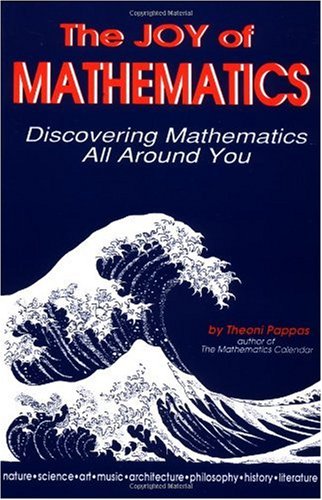 The JOY of
MATHEMATICS
Discovering Mathematics
All Around You
by Theoni Pappas
author of
The Mathematics Calendar
nature•science•art•music•architecture•philosophy•history•literature